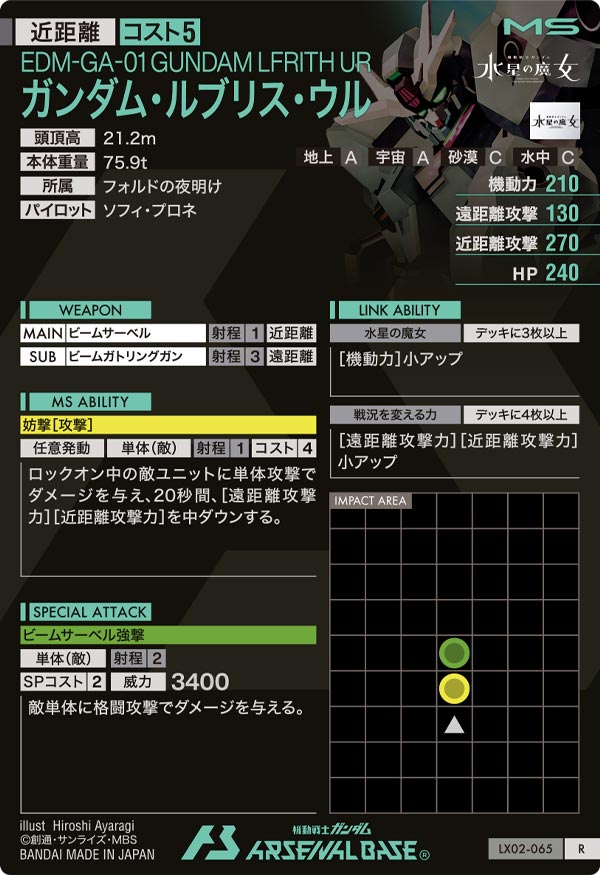 近距離 コスト5
MS
EDM-GA-01 GUNDAM LFRITH UR
ガンダム・ルブリス・ウル
機動戦士ガンダム
水星の魔女
水星の魔女
頭頂高 21.2m
本体重量 75.9t
所属 フォルドの夜明け
パイロット ソフィ・プロネ
地上 A 宇宙 A 砂漠 C 水中 C
機動力 210
遠距離攻撃 130
近距離攻撃 270
HP 240
WEAPON
MAIN ビームサーベル 射程 1 近距離
SUB ビームガトリングガン 射程 3 遠距離
MS ABILITY
妨撃[攻撃]
任意発動 単体(敵) 射程 1 コスト 4
ロックオン中の敵ユニットに単体攻撃で
ダメージを与え、20秒間、[遠距離攻撃
力][近距離攻撃力]を中ダウンする。
SPECIAL ATTACK
ビームサーベル強撃
単体(敵) 射程 2
SPコスト 2 威力 3400
敵単体に格闘攻撃でダメージを与える。
LINK ABILITY
水星の魔女 デッキに3枚以上
[機動力]小アップ
戦況を変える力 デッキに4枚以上
[遠距離攻撃力][近距離攻撃力]
小アップ
IMPACT AREA
illust Hiroshi Ayaragi
©創通・サンライズ・MBS
BANDAI MADE IN JAPAN
機動戦士ガンダム
AB ARSENAL BASE®
LX02-065 R